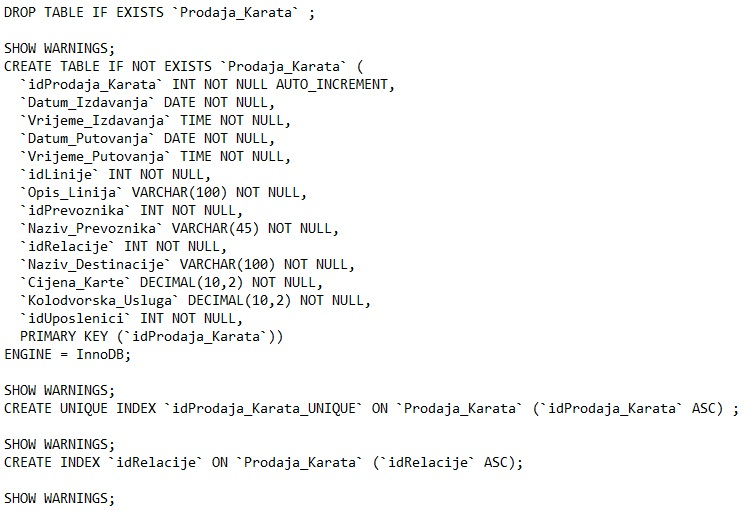 DROP TABLE IF EXISTS `Prodaja_Karata` ;
SHOW WARNINGS;
CREATE TABLE IF NOT EXISTS `Prodaja_Karata` (
  `idProdaja_Karata` INT NOT NULL AUTO_INCREMENT,
  `Datum_Izdavanja` DATE NOT NULL,
  `Vrijeme_Izdavanja` TIME NOT NULL,
  `Datum_Putovanja` DATE NOT NULL,
  `Vrijeme_Putovanja` TIME NOT NULL,
  `idLinije` INT NOT NULL,
  `Opis_Linija` VARCHAR(100) NOT NULL,
  `idPrevoznika` INT NOT NULL,
  `Naziv_Prevoznika` VARCHAR(45) NOT NULL,
  `idRelacije` INT NOT NULL,
  `Naziv_Destinacije` VARCHAR(100) NOT NULL,
  `Cijena_Karte` DECIMAL(10,2) NOT NULL,
  `Kolodvorska_Usluga` DECIMAL(10,2) NOT NULL,
  `idUposlenici` INT NOT NULL,
  PRIMARY KEY (`idProdaja_Karata`))
ENGINE = InnoDB;
SHOW WARNINGS;
CREATE UNIQUE INDEX `idProdaja_Karata_UNIQUE` ON `Prodaja_Karata` (`idProdaja_Karata` ASC) ;
SHOW WARNINGS;
CREATE INDEX `idRelacije` ON `Prodaja_Karata` (`idRelacije` ASC);
SHOW WARNINGS;